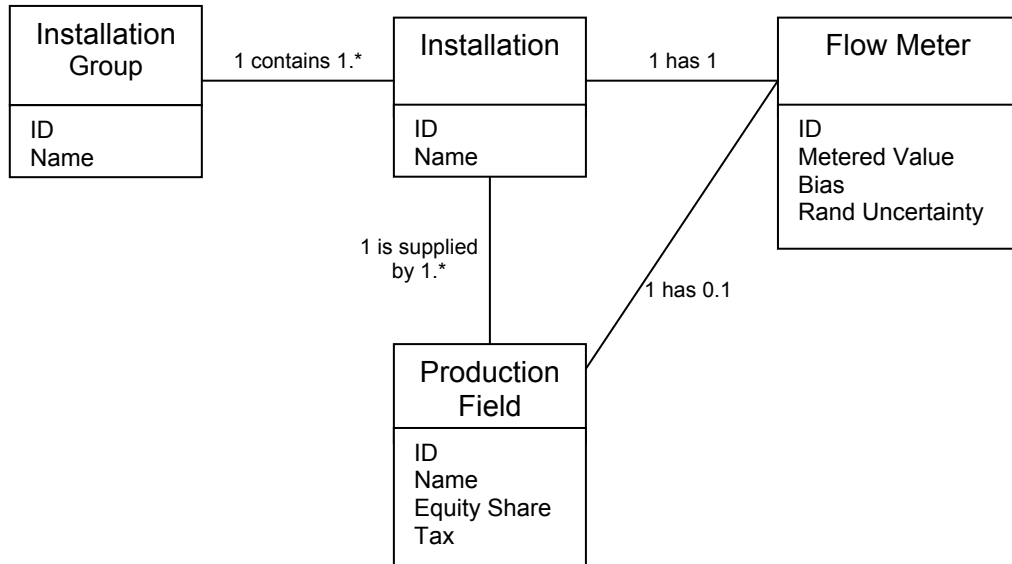 Installation
Group
ID
Name
1 contains 1.*
Installation
ID
Name
1 has 1
Flow Meter
ID
Metered Value
Bias
Rand Uncertainty
1 is supplied
by 1.*
1 has 0.1
Production
Field
ID
Name
Equity Share
Tax